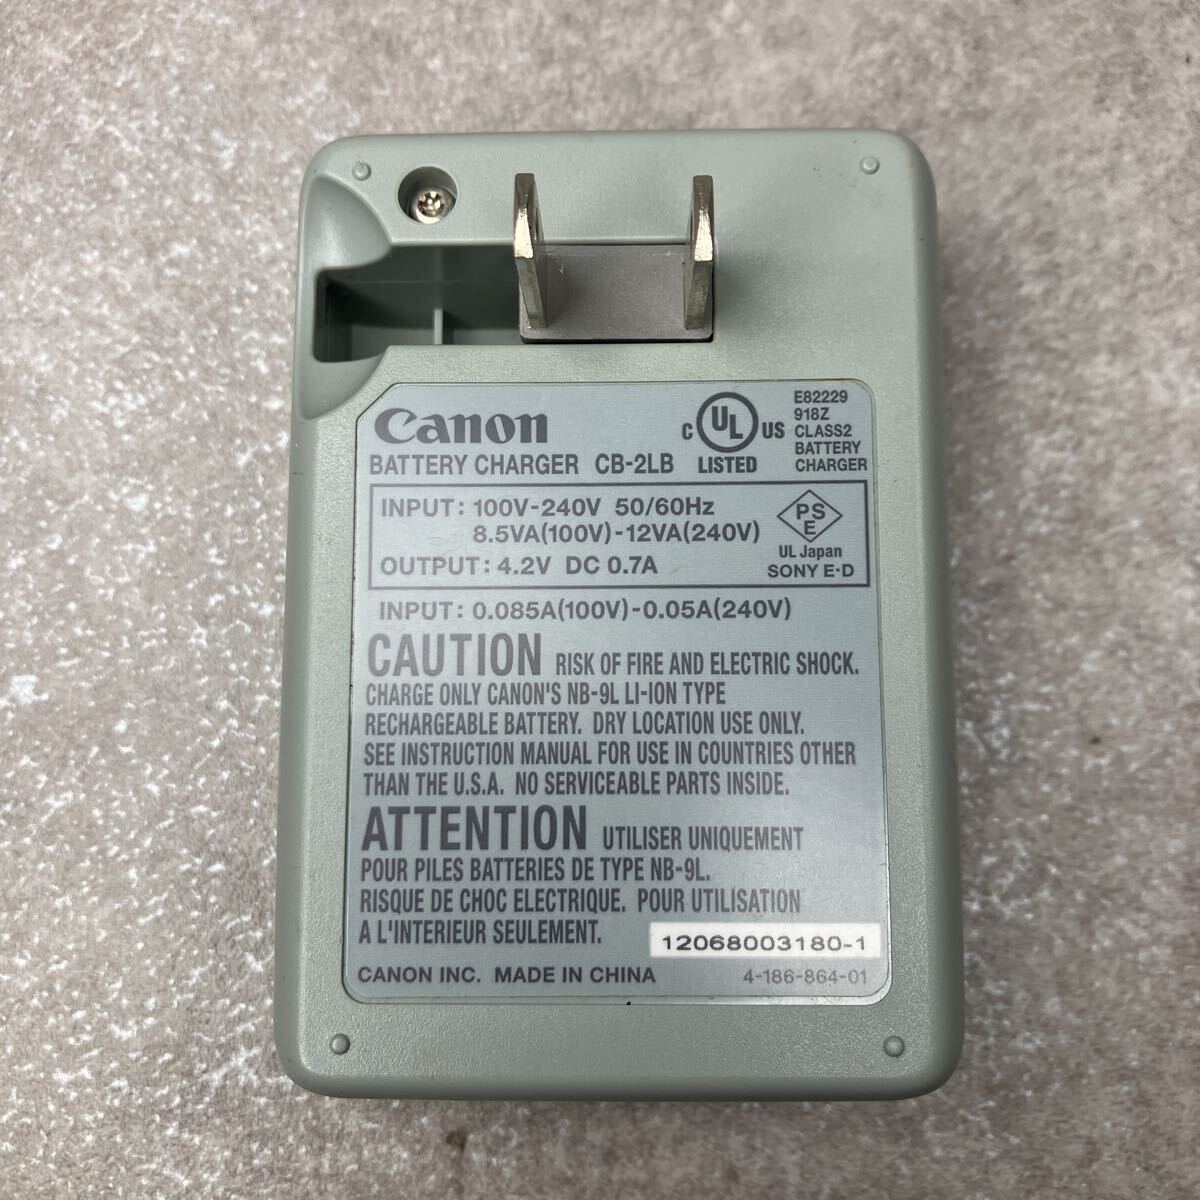 Canon
BATTERY CHARGER CB-2LB
C UL US
LISTED
E82229
918Z
CLASS2
BATTERY
CHARGER
INPUT: 100V-240V 50/60Hz
8.5VA(100V)-12VA(240V)
OUTPUT: 4.2V DC 0.7A
PS
E
UL Japan
SONY E·D
INPUT: 0.085A(100V)-0.05A(240V)
CAUTION RISK OF FIRE AND ELECTRIC SHOCK.
CHARGE ONLY CANON'S NB-9L LI-ION TYPE
RECHARGEABLE BATTERY. DRY LOCATION USE ONLY.
SEE INSTRUCTION MANUAL FOR USE IN COUNTRIES OTHER
THAN THE U.S.A. NO SERVICEABLE PARTS INSIDE.
ATTENTION UTILISER UNIQUEMENT
POUR PILES BATTERIES DE TYPE NB-9L.
RISQUE DE CHOC ELECTRIQUE. POUR UTILISATION
A L'INTERIEUR SEULEMENT.
12068003180-1
CANON INC. MADE IN CHINA
4-186-864-01